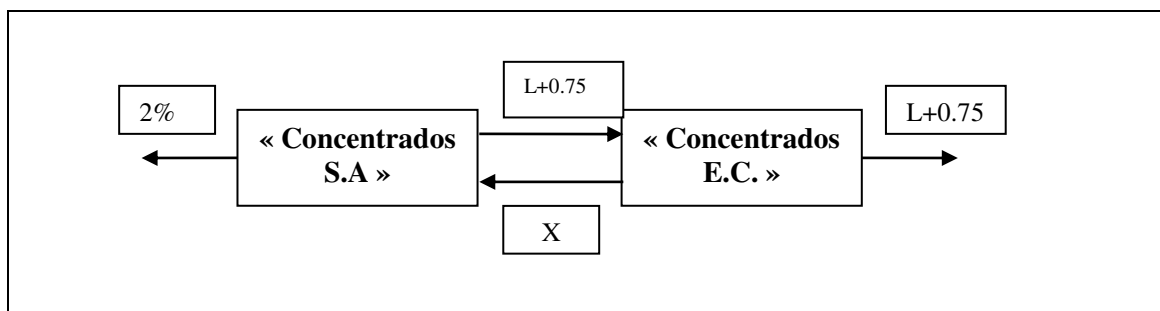 L+0.75
2%
L+0.75
« Concentrados
S.A »
« Concentrados
E.C. »
X